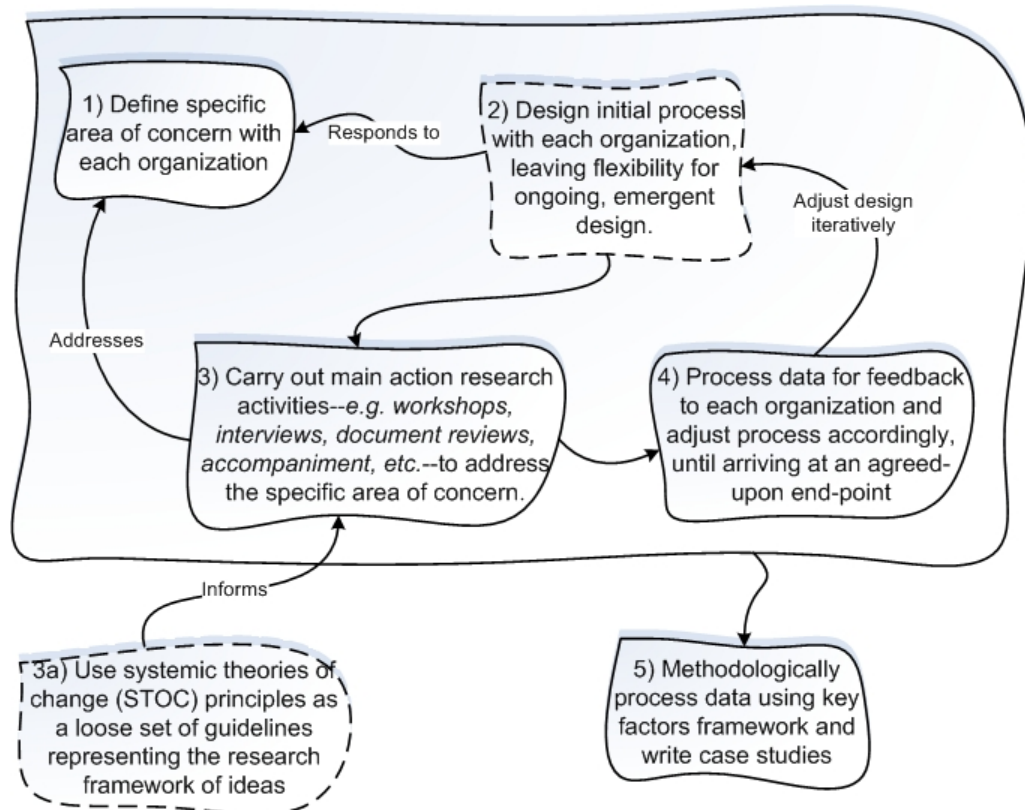 1) Define specific
area of concern with
each organization
Responds to
2) Design initial process
with each organization,
leaving flexibility for
ongoing, emergent
design.
Adjust design
iteratively
Addresses
3) Carry out main action research
activities--e.g. workshops,
interviews, document reviews,
accompaniment, etc.--to address
the specific area of concern.
4) Process data for feedback
to each organization and
adjust process accordingly,
until arriving at an agreed-
upon end-point
Informs
3a) Use systemic theories of
change (STOC) principles as
a loose set of guidelines
representing the research
framework of ideas
5) Methodologically
process data using key
factors framework and
write case studies